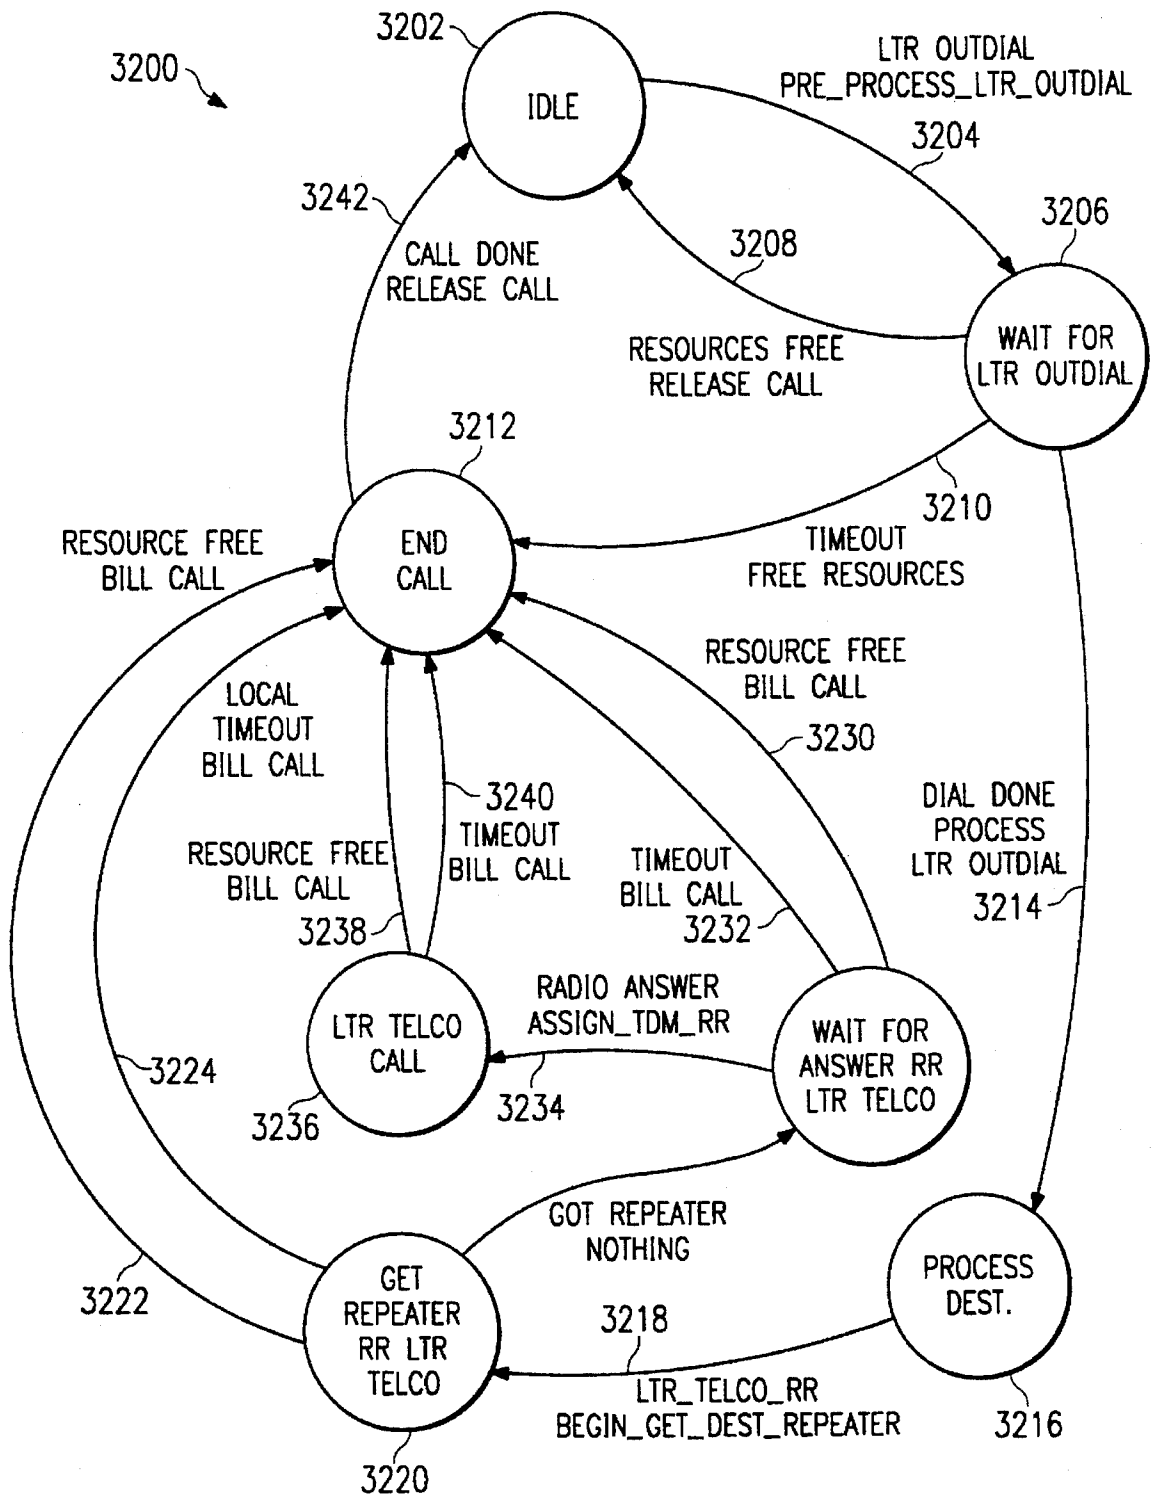 3202
3200
IDLE
LTR OUTDIAL
PRE_PROCESS_LTR_OUTDIAL
3204
3206
3242
CALL DONE
RELEASE CALL
3208
RESOURCES FREE
RELEASE CALL
WAIT FOR
LTR OUTDIAL
3212
3210
TIMEOUT
FREE RESOURCES
END
CALL
RESOURCE FREE
BILL CALL
RESOURCE FREE
BILL CALL
3230
LOCAL
TIMEOUT
BILL CALL
3240
TIMEOUT
BILL CALL
RESOURCE FREE
BILL CALL
3238
TIMEOUT
BILL CALL
3232
DIAL DONE
PROCESS
LTR OUTDIAL
3214
RADIO ANSWER
ASSIGN_TDM_RR
3234
LTR TELCO
CALL
3236
WAIT FOR
ANSWER RR
LTR TELCO
3224
3222
GOT REPEATER
NOTHING
GET
REPEATER
RR LTR
TELCO
3220
3218
LTR_TELCO_RR
BEGIN_GET_DEST_REPEATER
PROCESS
DEST.
3216